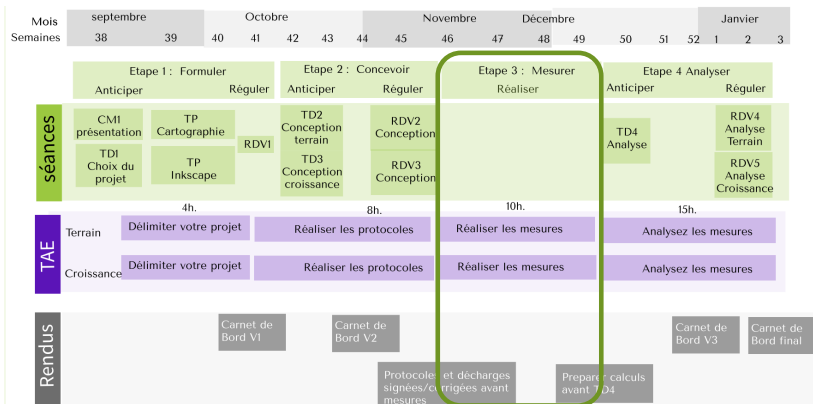 Mois septembre Octobre Novembre Décembre Janvier
Semaines 38 39 40 41 42 43 44 45 46 47 48 49 50 51 52 1 2 3
Etape 1 : Formuler
Anticiper Réguler
Etape 2 : Concevoir
Anticiper Réguler
Etape 3 : Mesurer
Réaliser
Etape 4 Analyser
Anticiper Réguler
séances
CM1
présentation
TD1
Choix du
projet
TP
Cartographie
TP
Inkscape
RDV1
TD2
Conception
terrain
TD3
Conception
croissance
RDV2
Conception
RDV3
Conception
TD4
Analyse
RDV4
Analyse
Terrain
RDV5
Analyse
Croissance
4h. 8h. 10h. 15h.
TAE
Terrain Délimiter votre projet Réaliser les protocoles Réaliser les mesures Analysez les mesures
Croissance Délimiter votre projet Réaliser les protocoles Réaliser les mesures Analysez les mesures
Rendus
Carnet de
Bord V1
Carnet de
Bord V2
Protocoles et décharges
signées/corrigées avant
mesures
Preparer calculs
avant TD4
Carnet de
Bord V3
Carnet de
Bord final